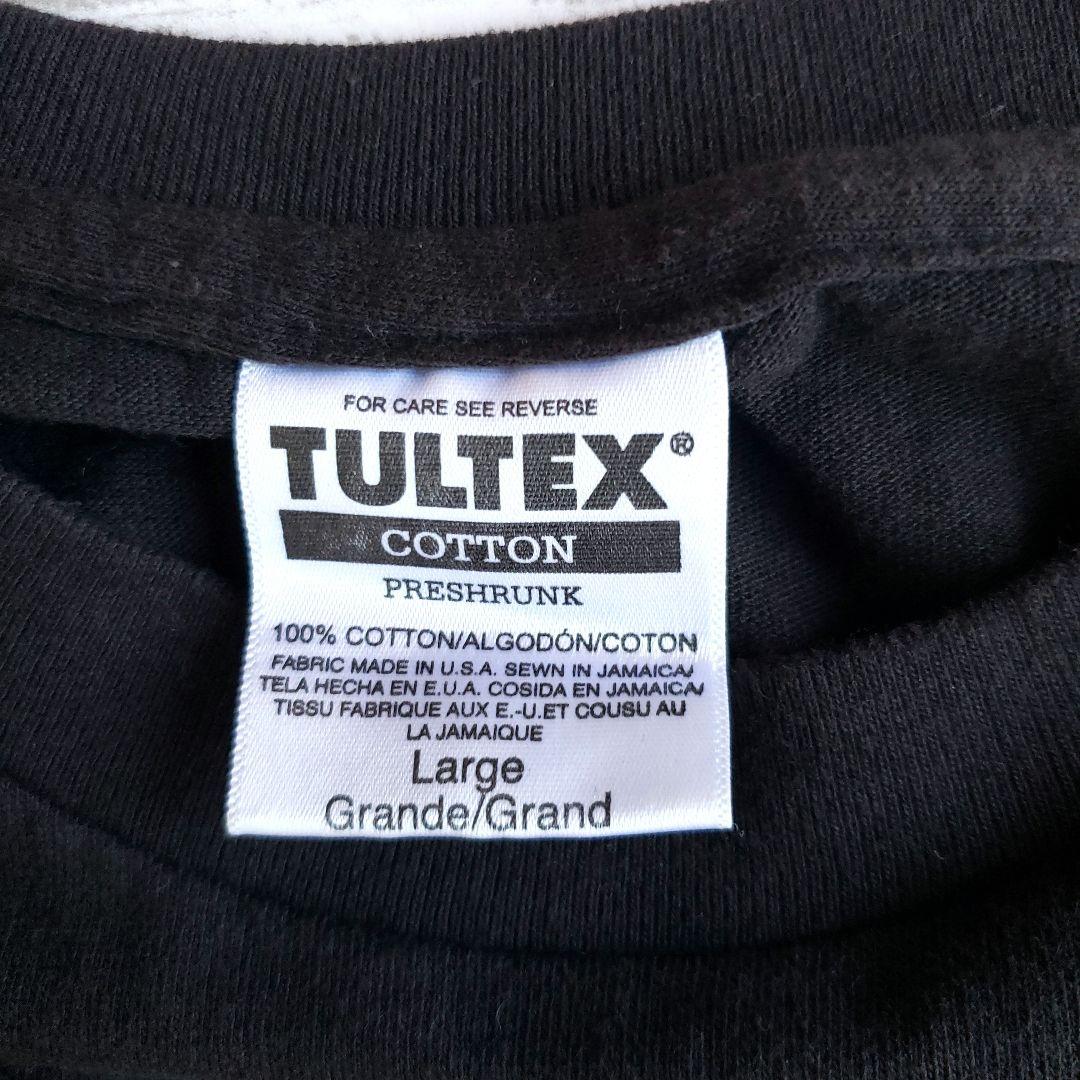 FOR CARE SEE REVERSE
TULTEX®
COTTON
PRESHRUNK
100% COTTON/ALGODÓN/COTON
FABRIC MADE IN U.S.A. SEWN IN JAMAICA/
TELA HECHA EN E.U.A. COSIDA EN JAMAICA/
TISSU FABRIQUE AUX E.-U.ET COUSU AU
LA JAMAIQUE
Large
Grande/Grand